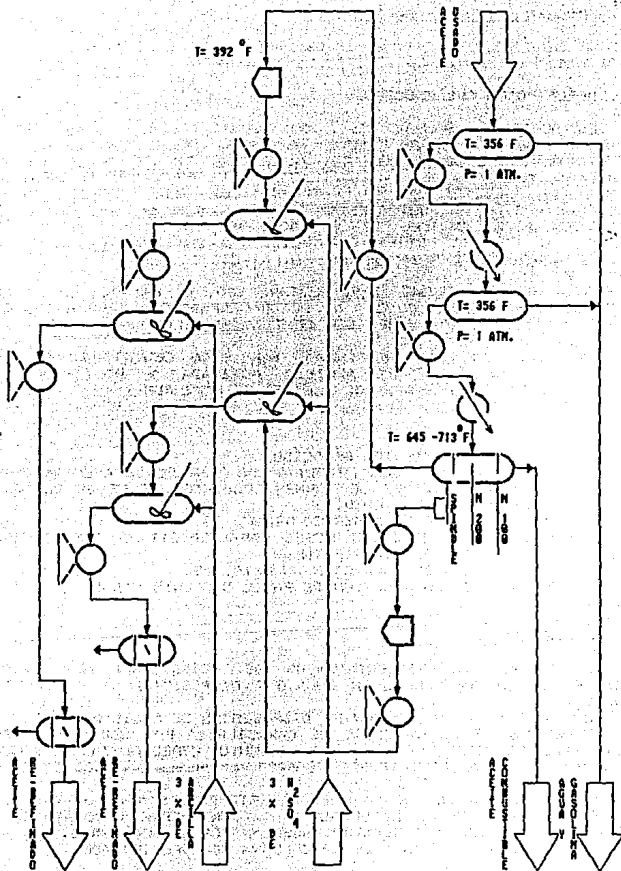 ACEITE
USADO
T= 392 °F
T= 356 F
P= 1 ATM.
T= 356 F
P= 1 ATM.
T= 645 -713°F
SPINDLE
N 200
N 100
ACEITE
RE-REFINADO
ACEITE
RE-REFINADO
3 % DE
ARCILLA
3 % DE
H2SO4
ACEITE
COMBUSTIBLE
AGUA Y
GASOLINA